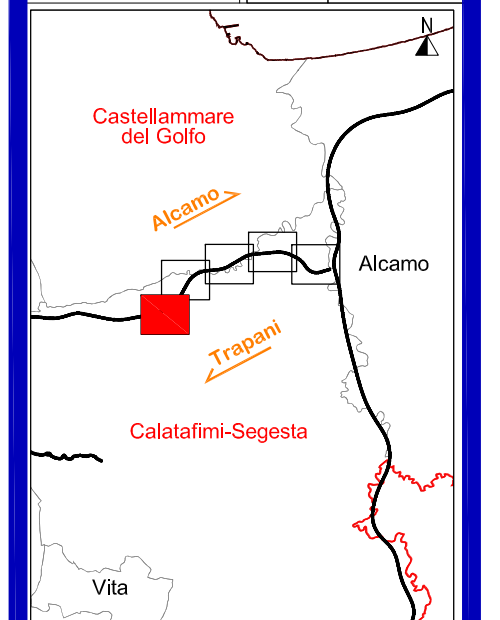 N
Castellammare
del Golfo
Alcamo
Alcamo
Trapani
Calatafimi-Segesta
Vita